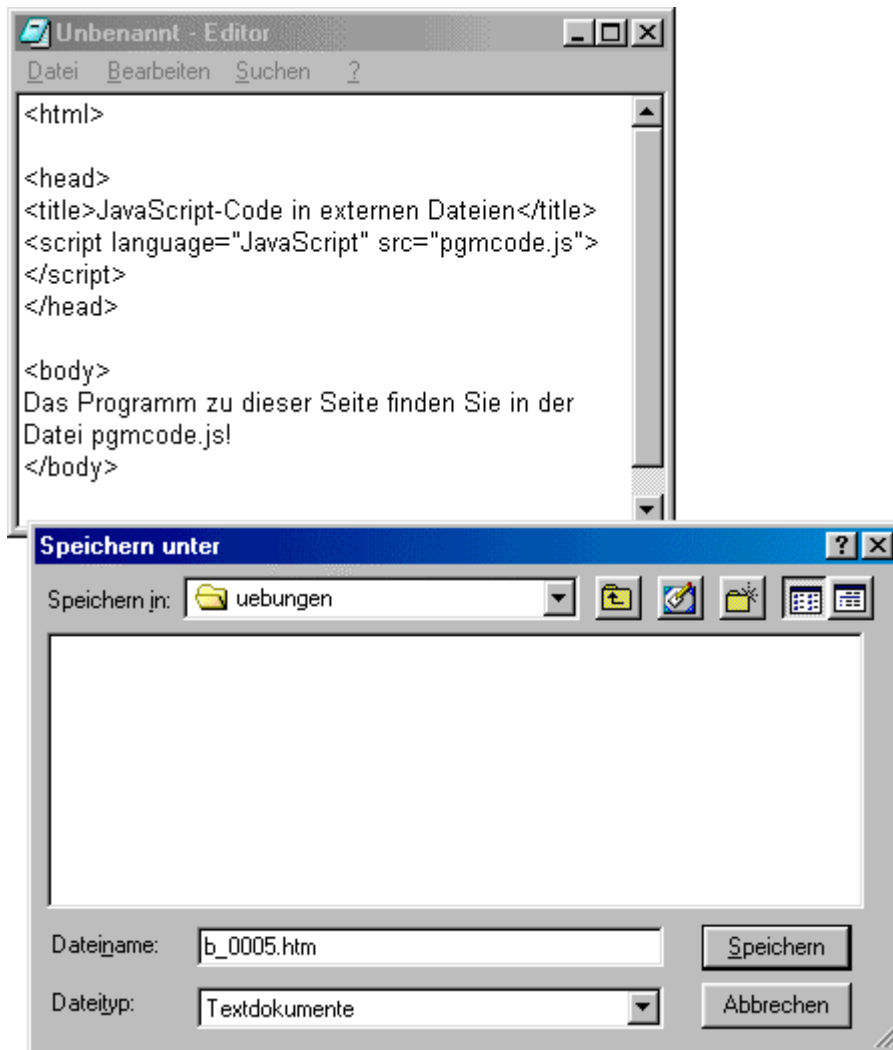 Unbenannt - Editor
Datei Bearbeiten Suchen ?
<html>
<head>
<title>JavaScript-Code in externen Dateien</title>
<script language="JavaScript" src="pgmcode.js">
</script>
</head>
<body>
Das Programm zu dieser Seite finden Sie in der
Datei pgmcode.js!
</body>
Speichern unter
Speichern in: uebungen
Dateiname: b_0005.htm Speichern
Dateityp: Textdokumente Abbrechen